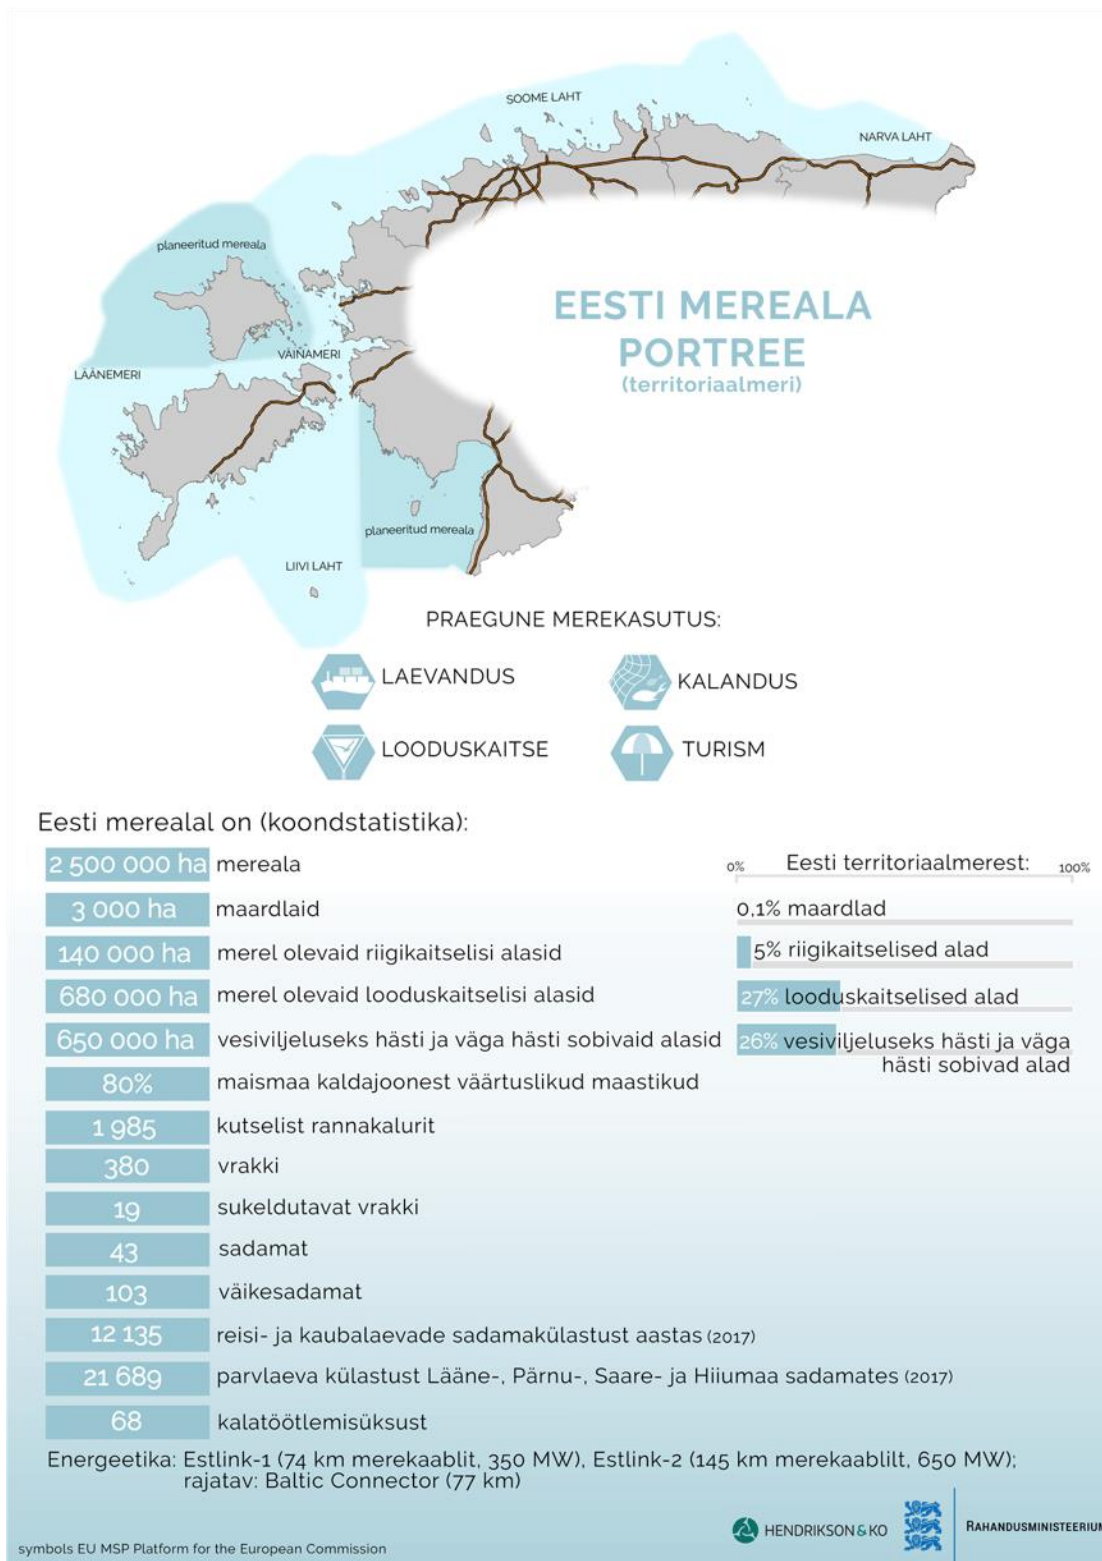 SOOME LAHT
NARVA LAHT
planeeritud mereala
EESTI MEREALA
PORTREE
(territoriaalmeri)
VÄINAMERI
LÄÄNEMERI
planeeritud mereala
LIIVI LAHT
PRAEGUNE MEREKASUTUS:
LAEVANDUS
KALANDUS
LOODUSKAITSE
TURISM
Eesti merealal on (koondstatistika):
2 500 000 ha mereala
3 000 ha maardlaid
140 000 ha merel olevaid riigikaitselisi alasid
680 000 ha merel olevaid looduskaitselisi alasid
650 000 ha vesiviljeluseks hästi ja väga hästi sobivaid alasid
80% maismaa kaldajoonest väärtuslikud maastikud
1 985 kutselist rannakalurit
380 vrakki
19 sukeldutavat vrakki
43 sadamat
103 väikesadamat
12 135 reisi- ja kaubalaevade sadamakülastust aastas (2017)
21 689 parvlaeva külastust Lääne-, Pärnu-, Saare- ja Hiiumaa sadamates (2017)
68 kalatöötlemisüksust
0% Eesti territoriaalmerest: 100%
0,1% maardlad
5% riigikaitselised alad
27% looduskaitselised alad
26% vesiviljeluseks hästi ja väga
hästi sobivad alad
Energeetika: Estlink-1 (74 km merekaablit, 350 MW), Estlink-2 (145 km merekaablilt, 650 MW);
rajatav: Baltic Connector (77 km)
HENDRIKSON & KO
RAHANDUSMINISTEERIUM
symbols EU MSP Platform for the European Commission